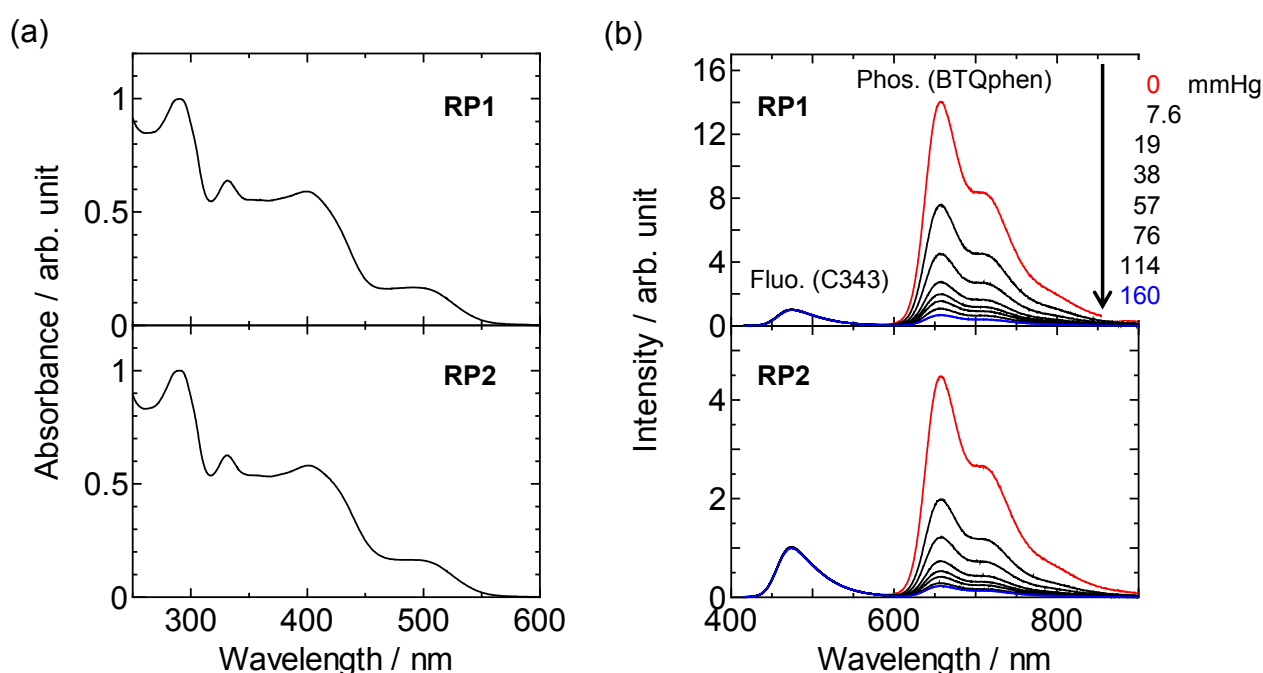 (a)
Absorbance / arb. unit
1
0.5
0
RP1
1
0.5
0
RP2
300 400 500 600
Wavelength / nm
(b)
Intensity / arb. unit
16
12
8
4
0
RP1
Phos. (BTQphen)
Fluo. (C343)
0 mmHg
7.6
19
38
57
76
114
160
4
2
0
RP2
400 600 800
Wavelength / nm